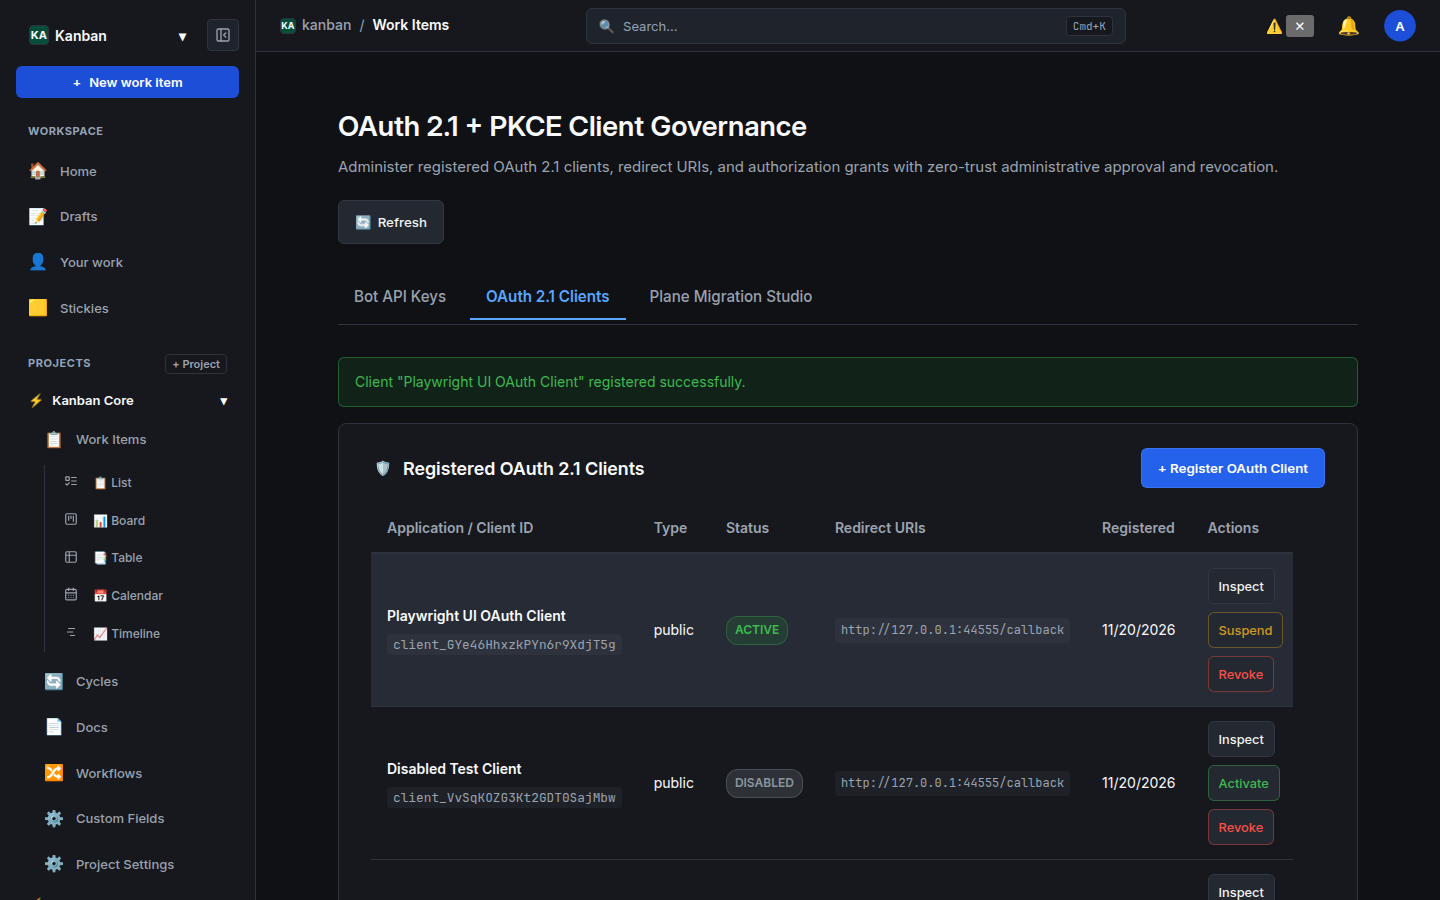 KA Kanban ▼
+ New work item
WORKSPACE
Home
Drafts
Your work
Stickies
PROJECTS
+ Project
Kanban Core ▼
Work Items
List
Board
Table
Calendar
Timeline
Cycles
Docs
Workflows
Custom Fields
Project Settings
KA kanban / Work Items
Search...
Cmd+K
✕
A
OAuth 2.1 + PKCE Client Governance
Administer registered OAuth 2.1 clients, redirect URIs, and authorization grants with zero-trust administrative approval and revocation.
Refresh
Bot API Keys
OAuth 2.1 Clients
Plane Migration Studio
Client "Playwright UI OAuth Client" registered successfully.
Registered OAuth 2.1 Clients
+ Register OAuth Client
Application / Client ID
Type
Status
Redirect URIs
Registered
Actions
Playwright UI OAuth Client
client_GYe46HhxzkPYn6r9XdjT5g
public
ACTIVE
http://127.0.0.1:44555/callback
11/20/2026
Inspect
Suspend
Revoke
Disabled Test Client
client_VvSqKOZG3Kt2GDT0SajMbw
public
DISABLED
http://127.0.0.1:44555/callback
11/20/2026
Inspect
Activate
Revoke
Inspect